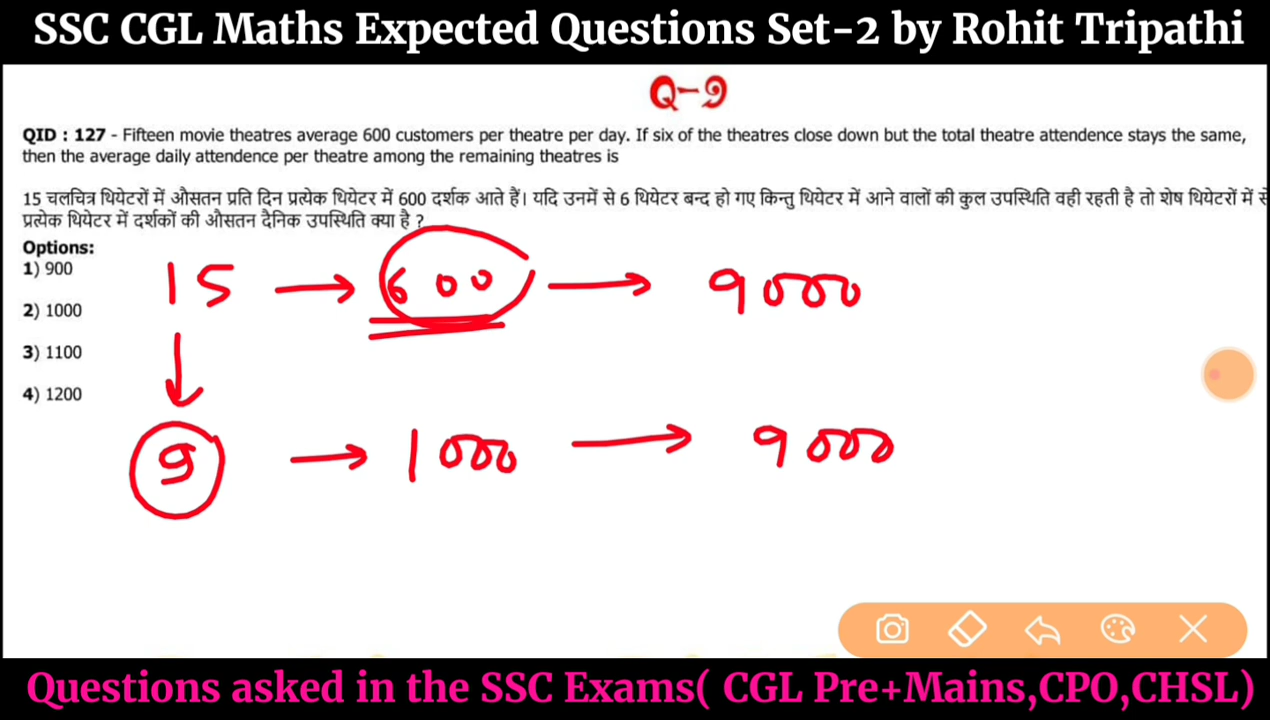 SSC CGL Maths Expected Questions Set-2 by Rohit Tripathi
Q-9
QID : 127 - Fifteen movie theatres average 600 customers per theatre per day. If six of the theatres close down but the total theatre attendence stays the same,
then the average daily attendence per theatre among the remaining theatres is
15 चलचित्र थियेटरों में औसतन प्रति दिन प्रत्येक थियेटर में 600 दर्शक आते हैं। यदि उनमें से 6 थियेटर बन्द हो गए किन्तु थियेटर में आने वालों की कुल उपस्थिति वही रहती है तो शेष थियेटरों में से
प्रत्येक थियेटर में दर्शकों की औसतन दैनिक उपस्थिति क्या है ?
Options:
1) 900
15 → 600 → 9000
2) 1000
3) 1100
4) 1200
9 → 1000 → 9000
Questions asked in the SSC Exams( CGL Pre+Mains,CPO,CHSL)